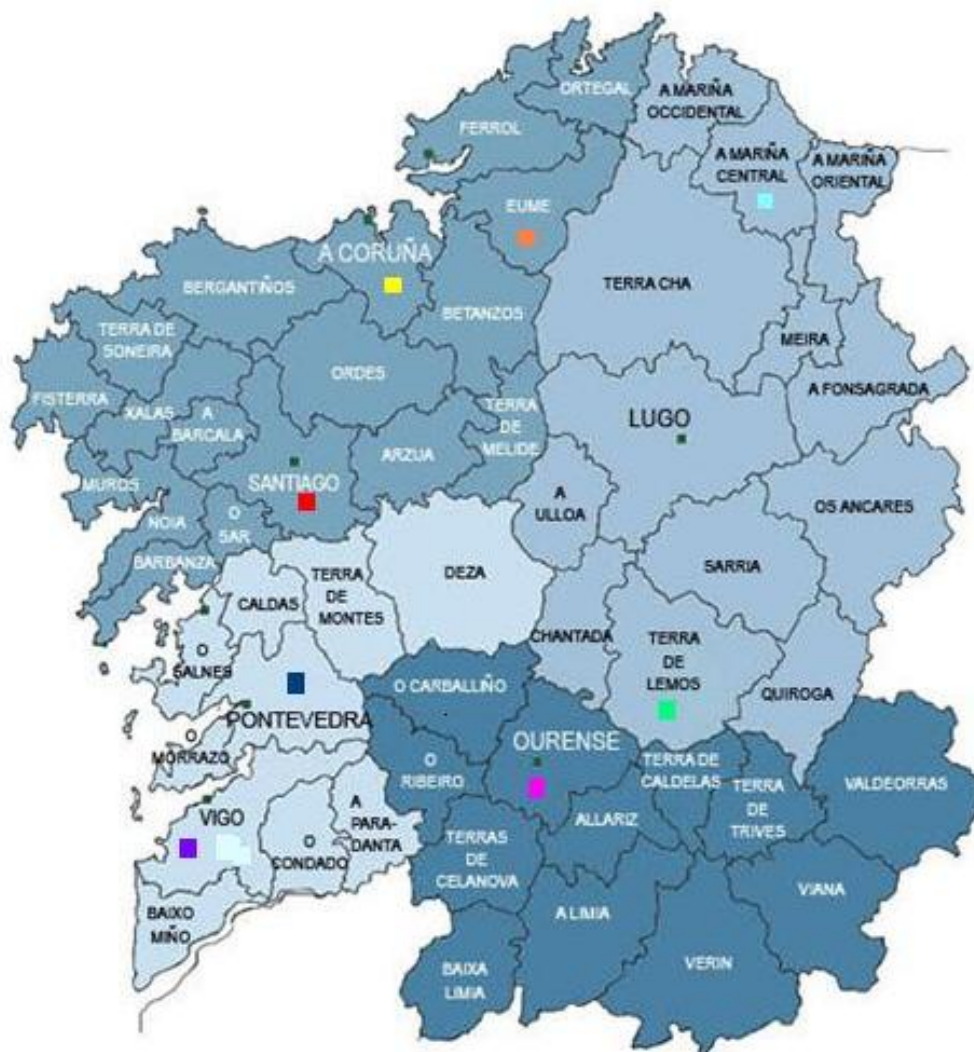 ORTEGAL
A MARIÑA
OCCIDENTAL
FERROL
A MARIÑA
CENTRAL
A MARIÑA
ORIENTAL
EUME
A CORUÑA
BERGANTIÑOS
TERRA CHA
BETANZOS
TERRA DE
SONEIRA
MEIRA
ORDES
A FONSAGRADA
FISTERRA
XALAS
A
BARCALA
TERRA
DE
MELIDE
LUGO
ARZUA
MUROS
SANTIAGO
A
ULLOA
OS ANCARES
NOIA
O
SAR
BARBANZA
TERRA
DE
MONTES
DEZA
SARRIA
CALDAS
O
SALNES
CHANTADA
TERRA
DE
LEMOS
QUIROGA
O CARBALLIÑO
PONTEVEDRA
O
MORRAZO
OURENSE
O
RIBEIRO
TERRA DE
CALDELAS
TERRA
DE
TRIVES
VALDEORRAS
VIGO
A
PARA-
DANTA
O
CONDADO
ALLARIZ
TERRAS
DE
CELANOVA
VIANA
BAIXO
MIÑO
A LIMIA
BAIXA
LIMIA
VERIN